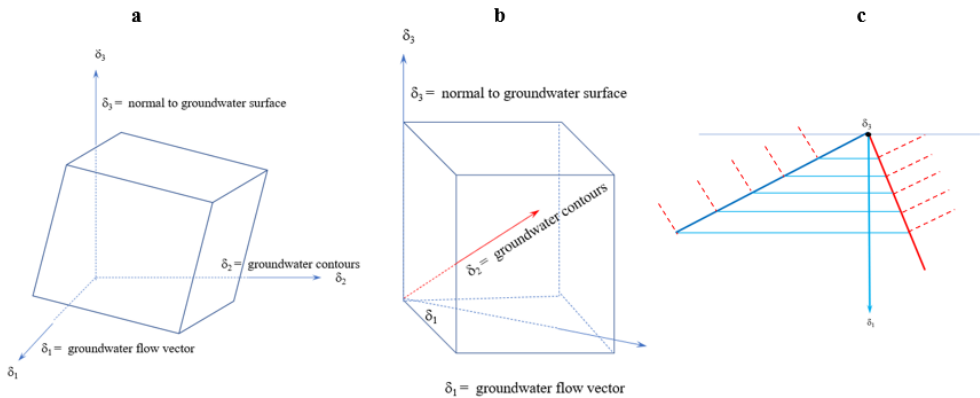 a
b
c
δ3
δ3 = normal to groundwater surface
δ2 = groundwater contours
δ2
δ1 = groundwater flow vector
δ1
δ3
δ3 = normal to groundwater surface
δ2 = groundwater contours
δ1
δ1 = groundwater flow vector
δ3
δ1